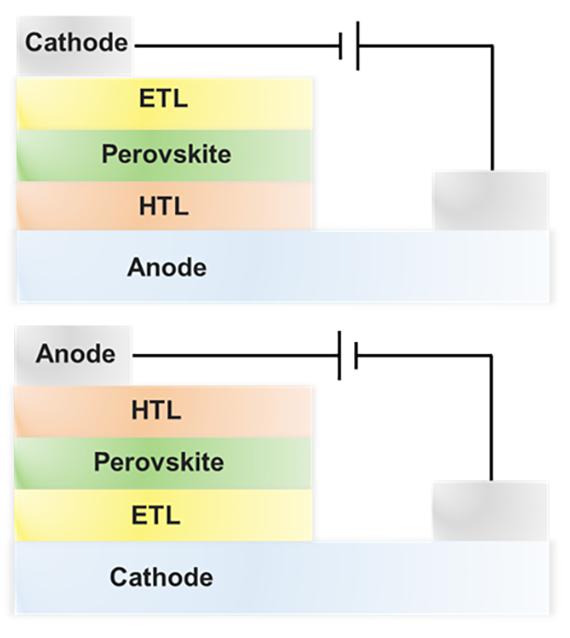 Cathode
ETL
Perovskite
HTL
Anode
Anode
HTL
Perovskite
ETL
Cathode